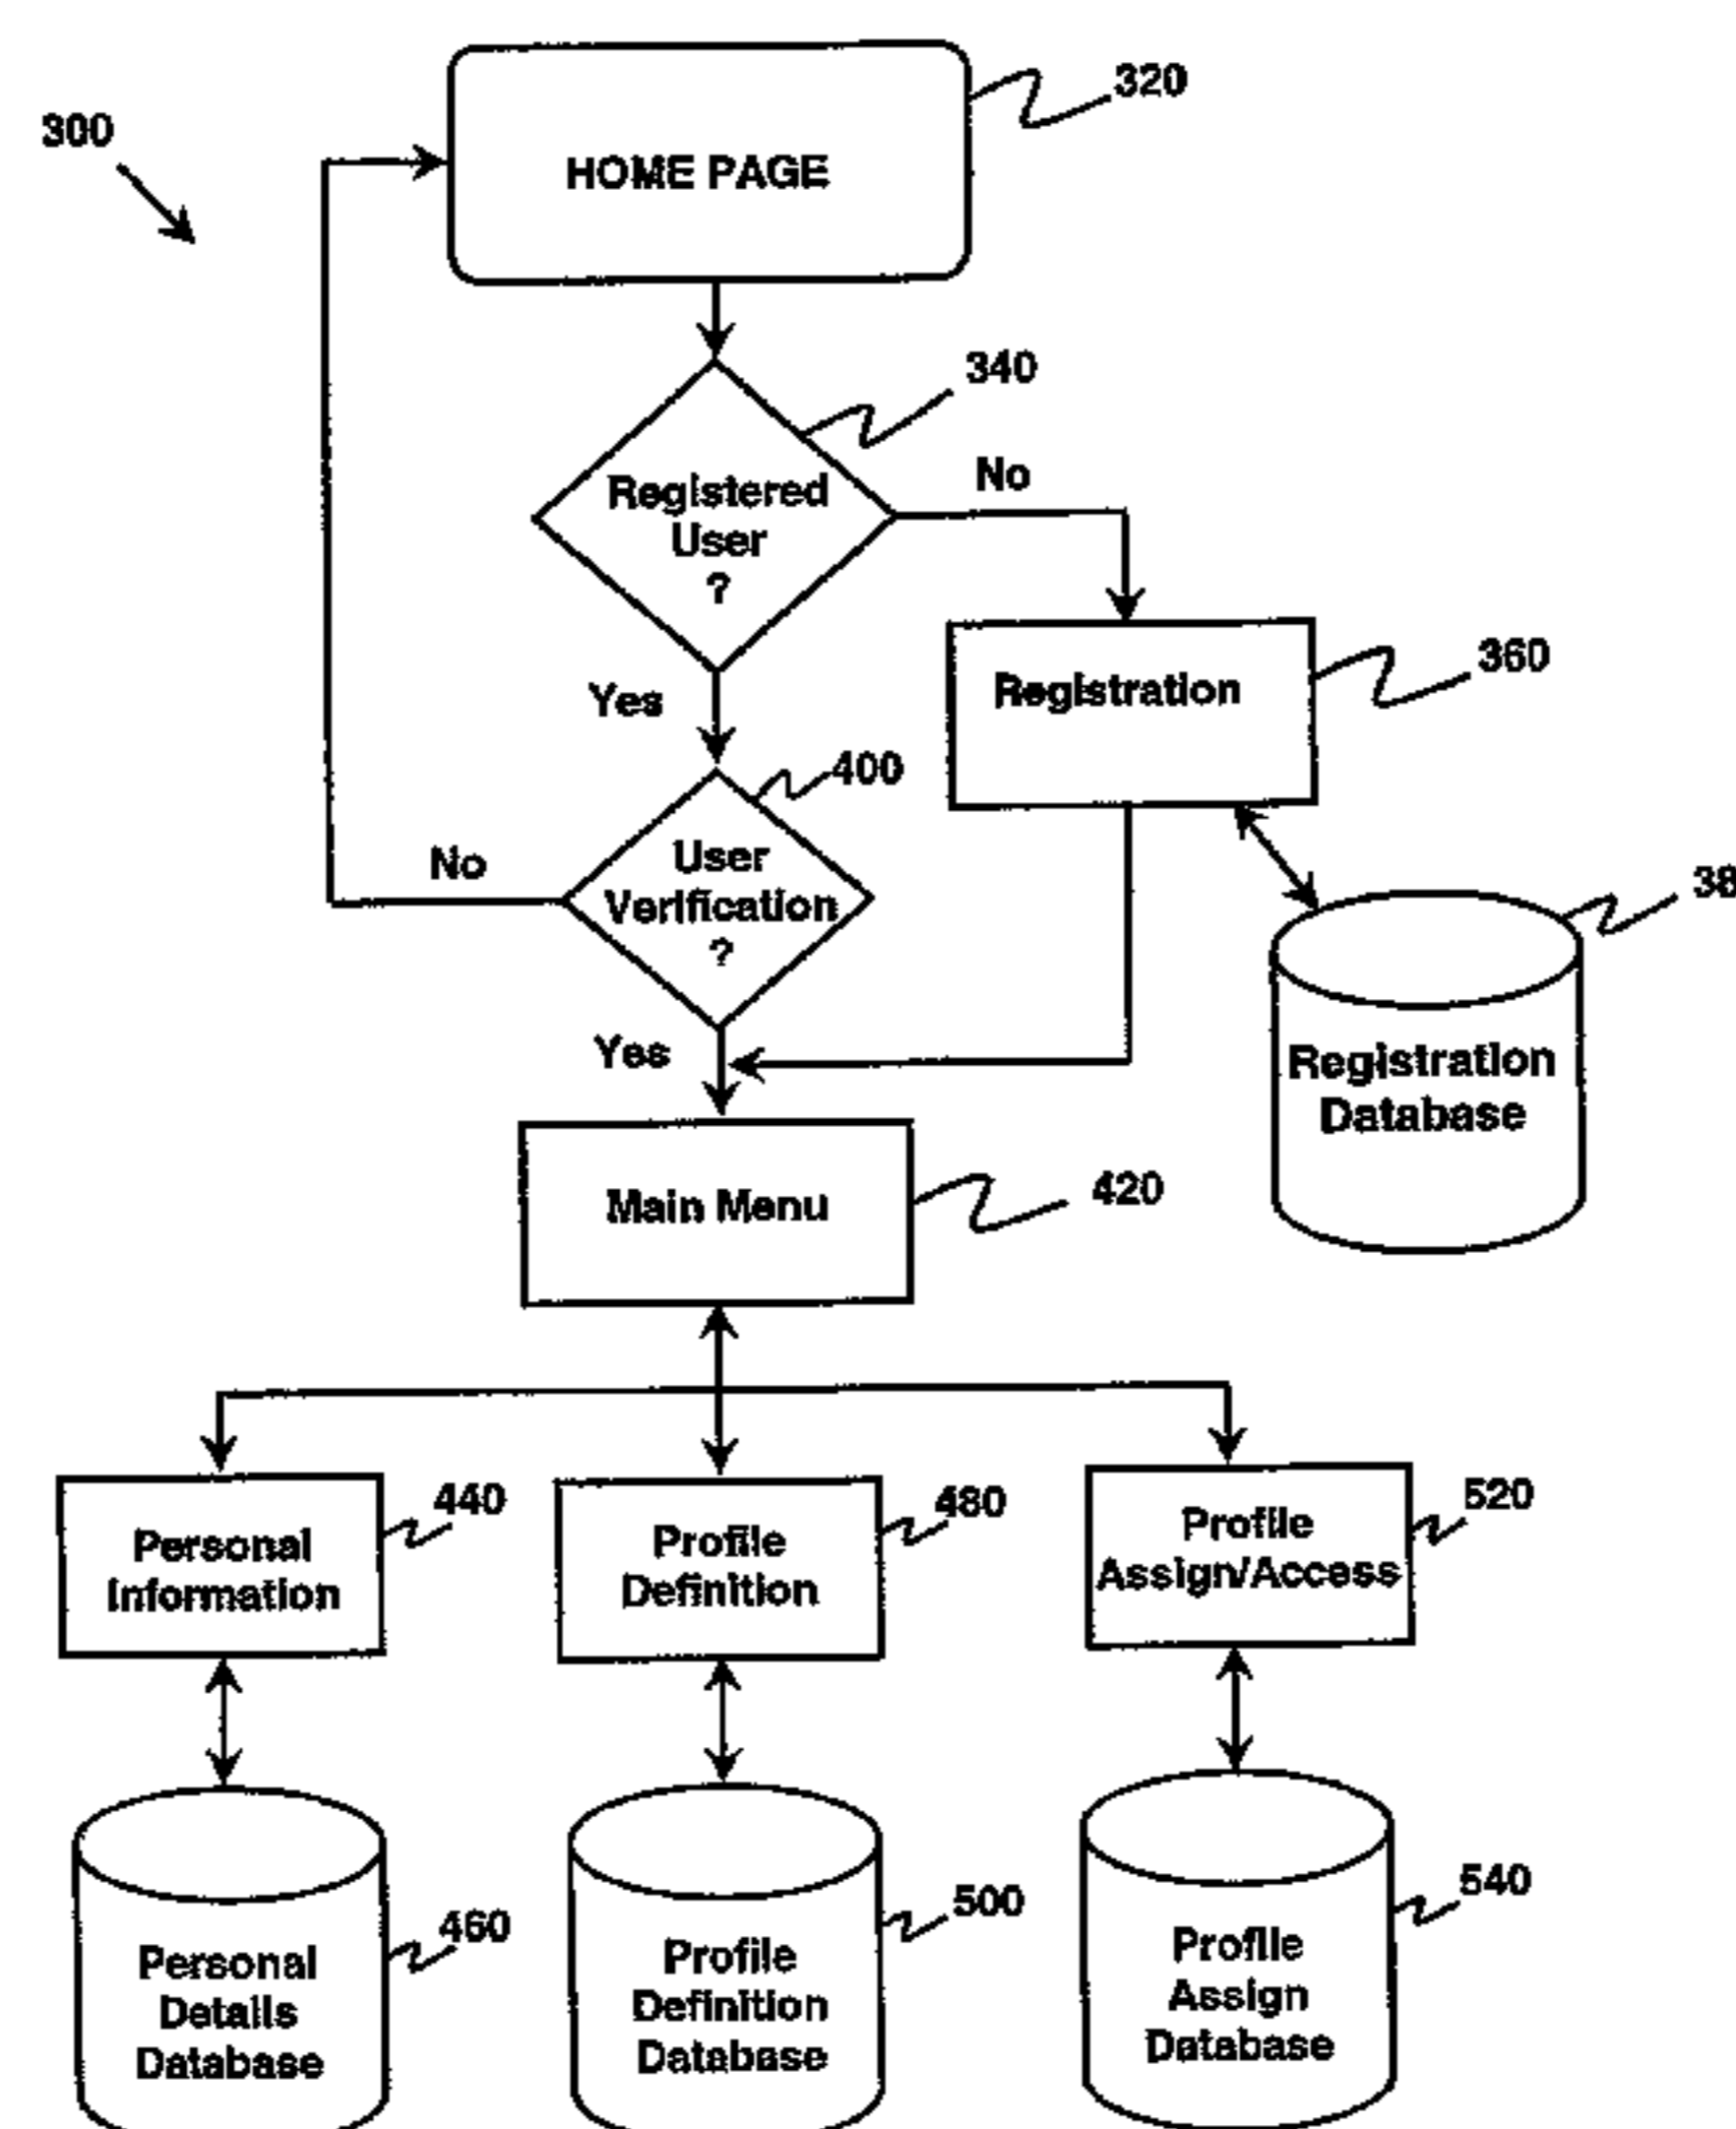 320
300
HOME PAGE
340
No
Registered
User
?
360
Registration
Yes
400
User
Verification
?
No
38
Yes
Registration
Database
Main Menu
420
440
Personal
Information
480
Profile
Definition
520
Profile
Assign/Access
460
Personal
Details
Database
500
Profile
Definition
Database
540
Profile
Assign
Database